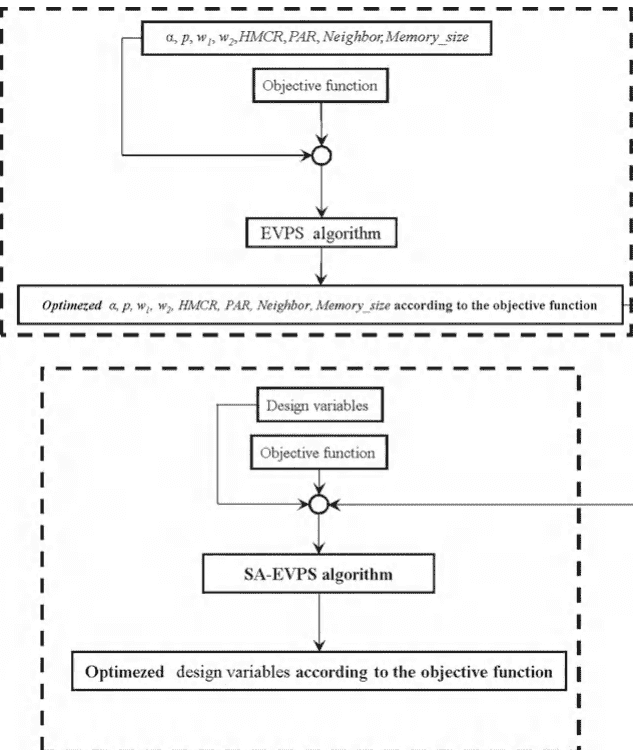 α, p, w₁, w₂, HMCR, PAR, Neighbor, Memory_size
Objective function
EVPS algorithm
Optimezed α, p, w₁, w₂, HMCR, PAR, Neighbor, Memory_size according to the objective function
Design variables
Objective function
SA-EVPS algorithm
Optimezed design variables according to the objective function